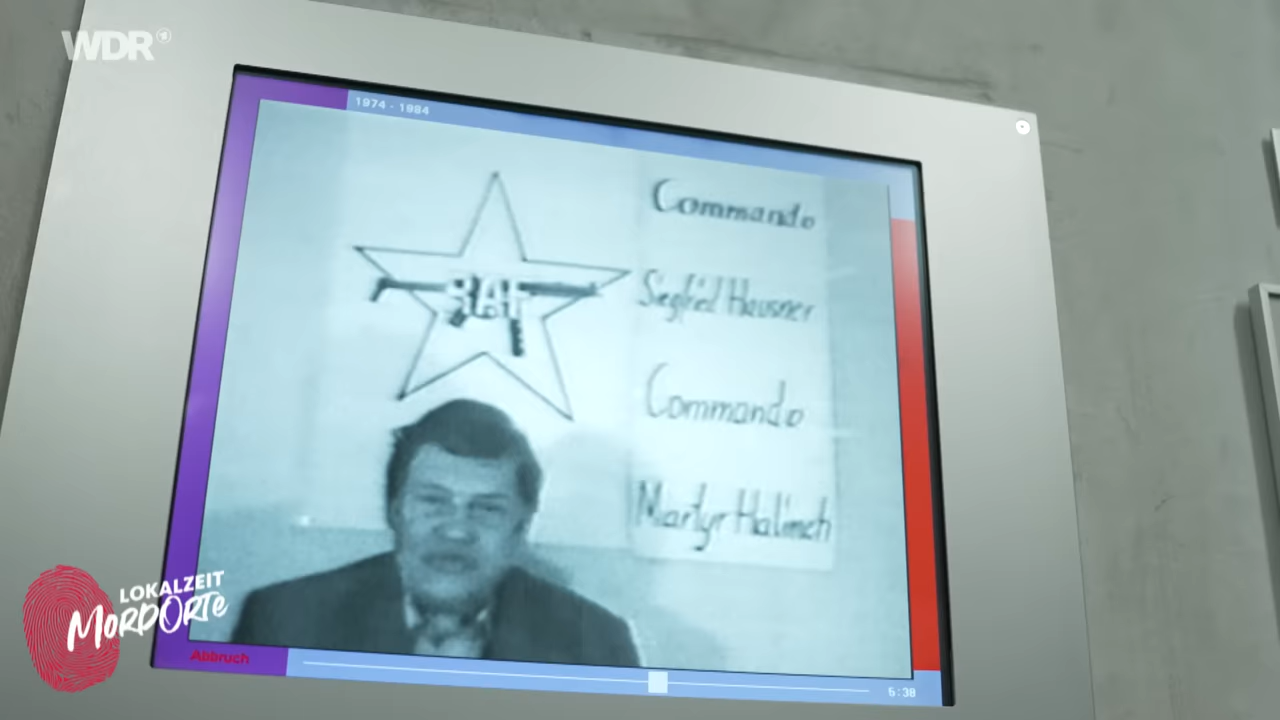 WDR
1974 - 1984
Commando
RAF
Siegfried Hausner
Commando
Martyr Halimeh
LOKALZEIT
MORDORTE
Abbruch
5:38